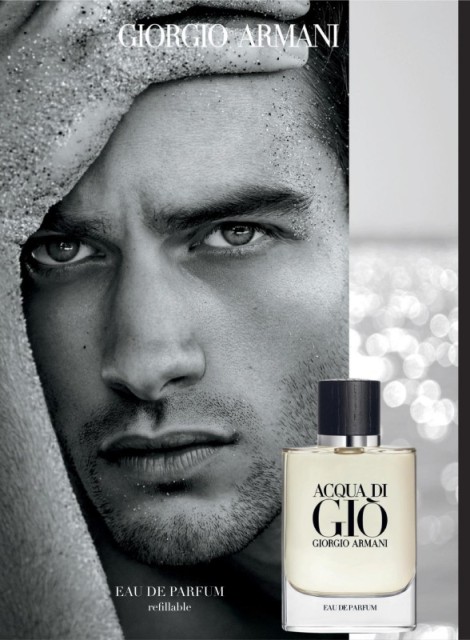 GIORGIO ARMANI
ACQUA DI
GIÒ
GIORGIO ARMANI
EAU DE PARFUM
EAU DE PARFUM
refillable